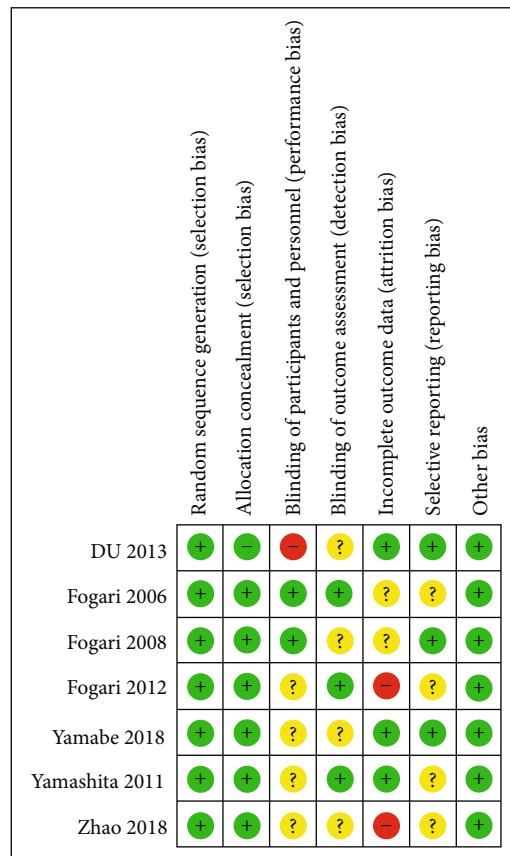 Random sequence generation (selection bias)
Allocation concealment (selection bias)
Blinding of participants and personnel (performance bias)
Blinding of outcome assessment (detection bias)
Incomplete outcome data (attrition bias)
Selective reporting (reporting bias)
Other bias
DU 2013 + − − ? + + +
Fogari 2006 + + + + ? ? +
Fogari 2008 + + + ? ? + +
Fogari 2012 + + ? + − ? +
Yamabe 2018 + + ? ? + + +
Yamashita 2011 + + ? + + ? +
Zhao 2018 + + ? ? − ? +